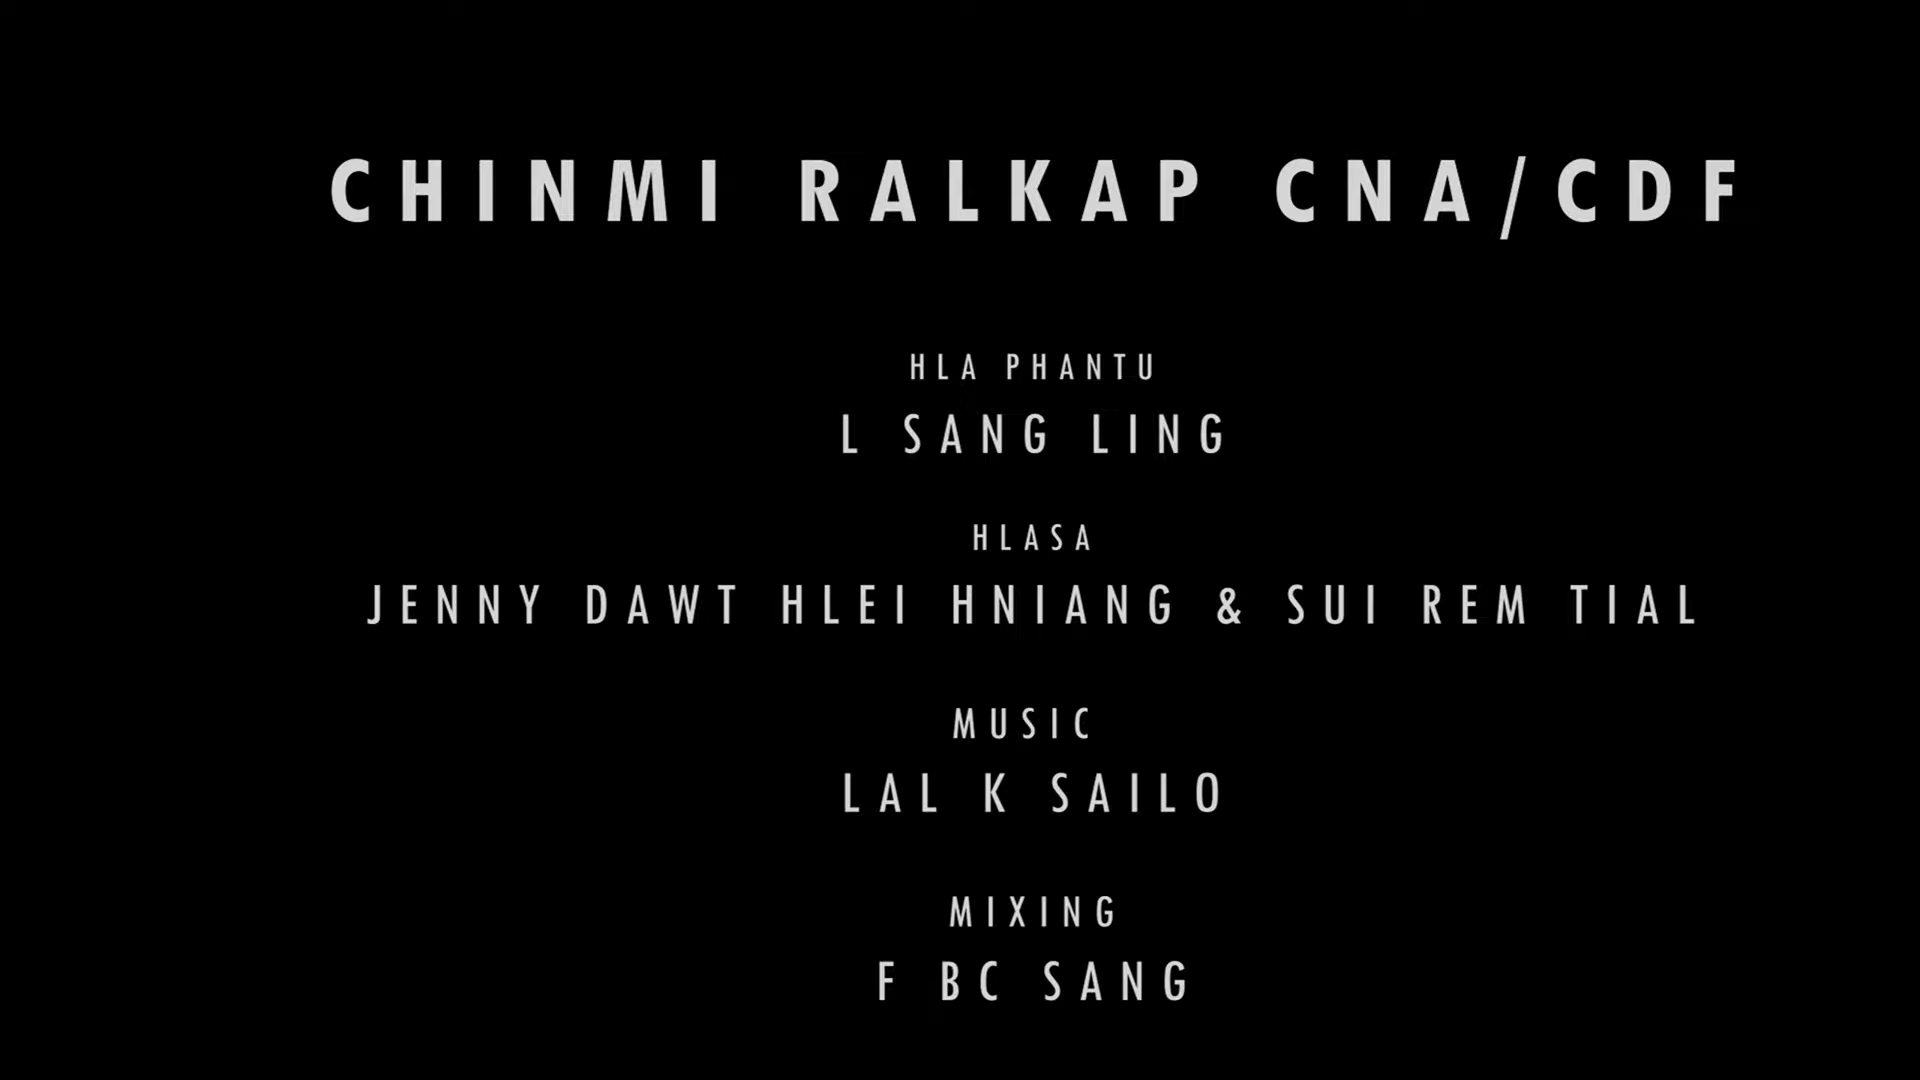 CHINMI RALKAP CNA/CDF
HLA PHANTU
L SANG LING
HLASA
JENNY DAWT HLEI HNIANG & SUI REM TIAL
MUSIC
LAL K SAILO
MIXING
F BC SANG